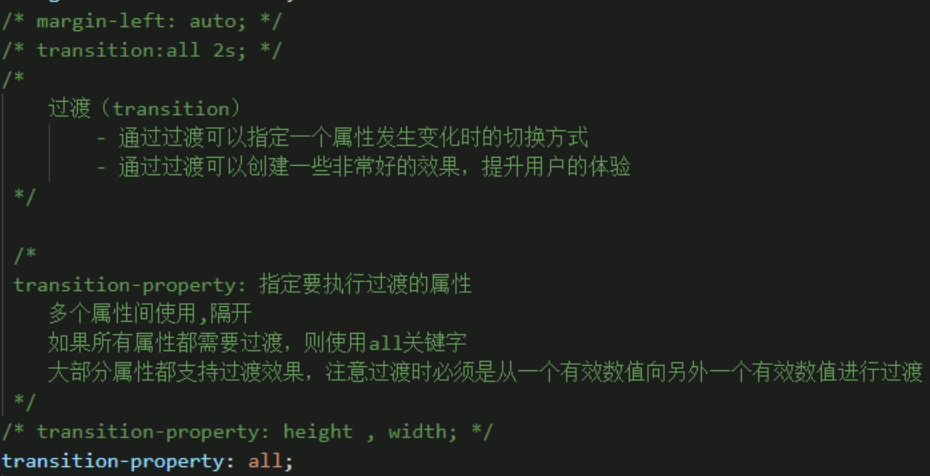 /* margin-left: auto; */
/* transition:all 2s; */
/*
过渡（transition）
- 通过过渡可以指定一个属性发生变化时的切换方式
- 通过过渡可以创建一些非常好的效果，提升用户的体验
*/
/*
transition-property: 指定要执行过渡的属性
多个属性间使用,隔开
如果所有属性都需要过渡，则使用all关键字
大部分属性都支持过渡效果，注意过渡时必须是从一个有效数值向另外一个有效数值进行过渡
*/
/* transition-property: height , width; */
transition-property: all;